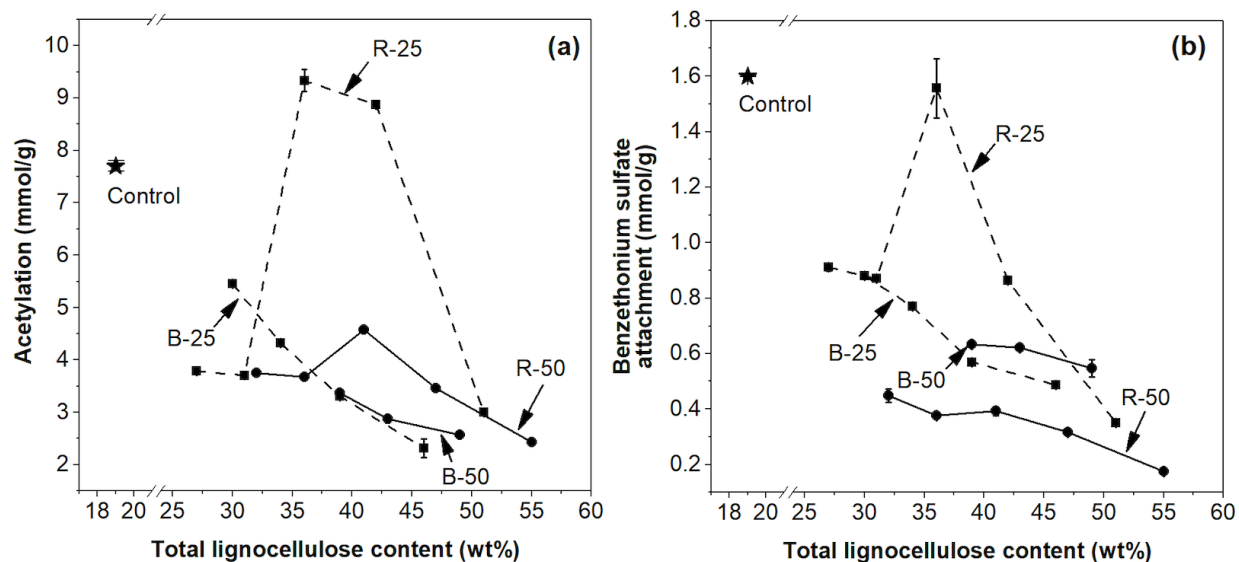 (a)
10
9
8
7
6
5
4
3
2
Acetylation (mmol/g)
R-25
Control
B-25
R-50
B-50
18 20 25 30 35 40 45 50 55 60
Total lignocellulose content (wt%)
(b)
1.8
1.6
1.4
1.2
1.0
0.8
0.6
0.4
0.2
Benzethonium sulfate
attachment (mmol/g)
Control
R-25
B-25
B-50
R-50
18 20 25 30 35 40 45 50 55 60
Total lignocellulose content (wt%)